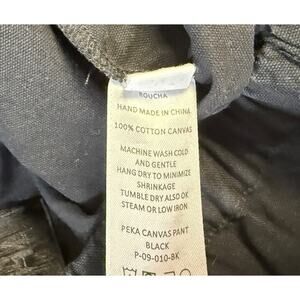 BOUCHA
HAND MADE IN CHINA
100% COTTON CANVAS
MACHINE WASH COLD
AND GENTLE
HANG DRY TO MINIMIZE
SHRINKAGE
TUMBLE DRY ALSO OK
STEAM OR LOW IRON
PEKA CANVAS PANT
BLACK
P-09-010-BK